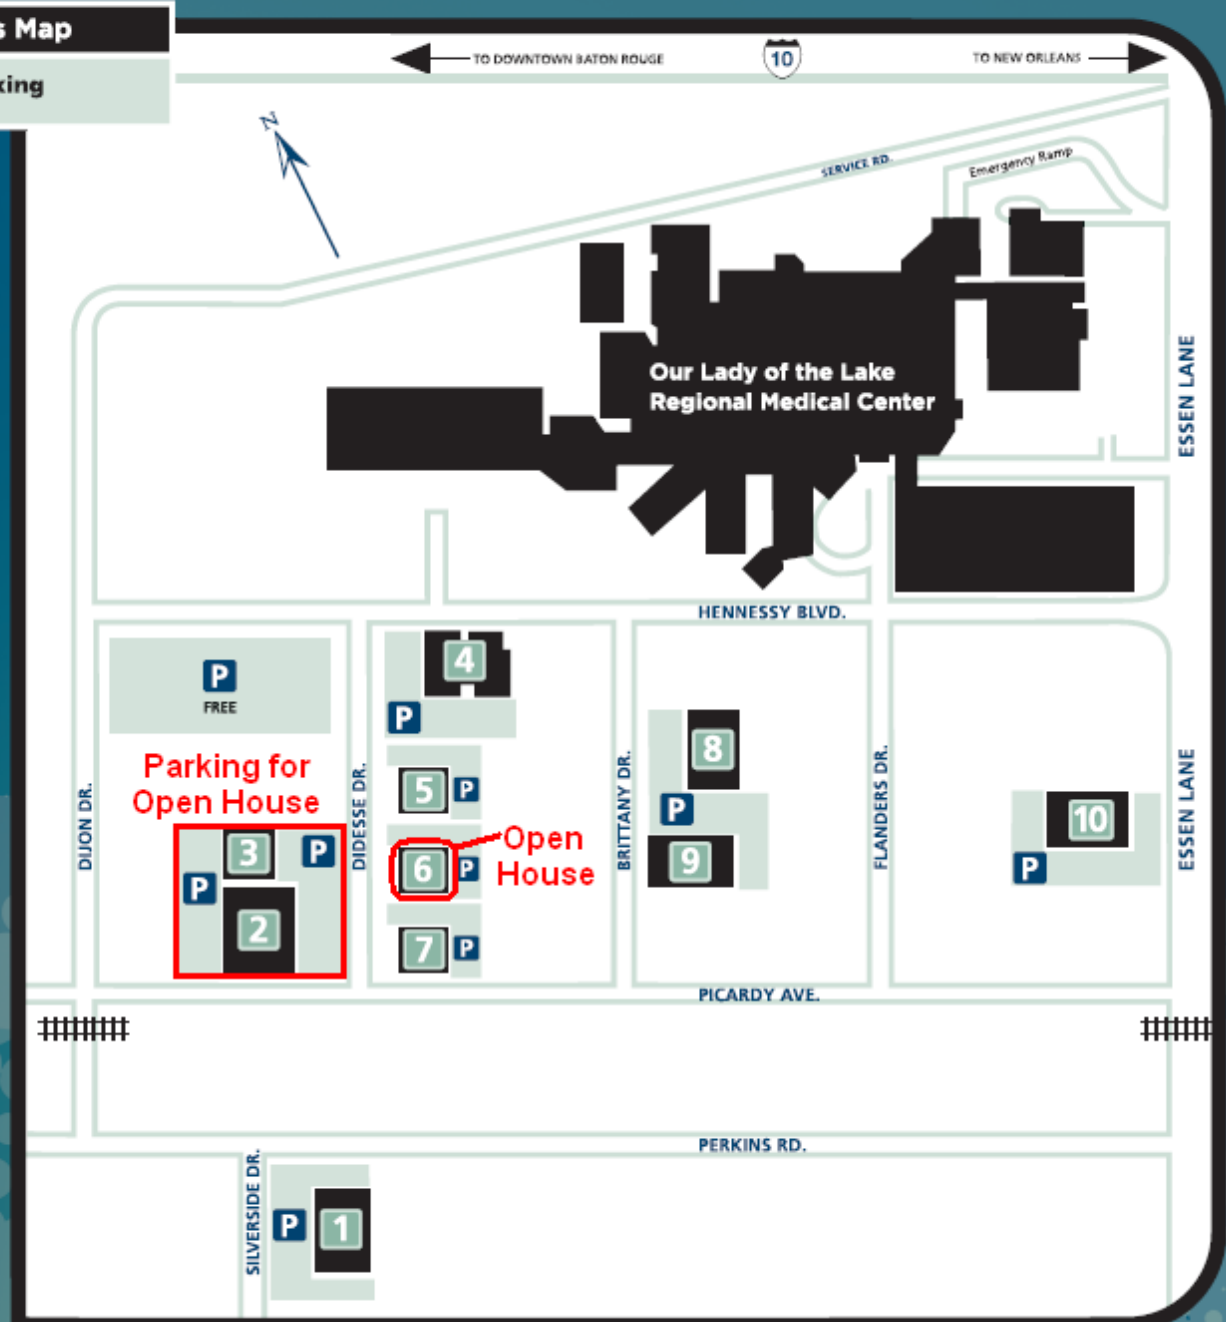 s Map
king
TO DOWNTOWN BATON ROUGE
10
TO NEW ORLEANS
N
SERVICE RD.
Emergency Ramp
Our Lady of the Lake
Regional Medical Center
ESSEN LANE
HENNESSY BLVD.
P
FREE
4
P
Parking for
Open House
DIJON DR.
DIDESSE DR.
5
P
BRITTANY DR.
8
P
FLANDERS DR.
10
P
ESSEN LANE
3
P
P
2
6
P
Open
House
9
7
P
PICARDY AVE.
PERKINS RD.
SILVERSIDE DR.
P
1